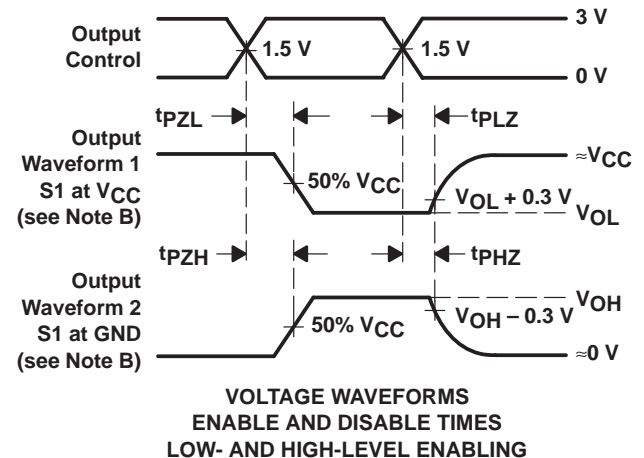 Output
Control
1.5 V
1.5 V
3 V
0 V
tPZL
tPLZ
Output
Waveform 1
S1 at VCC
(see Note B)
50% VCC
VOL + 0.3 V
≈VCC
VOL
tPZH
tPHZ
Output
Waveform 2
S1 at GND
(see Note B)
50% VCC
VOH – 0.3 V
VOH
≈0 V
VOLTAGE WAVEFORMS
ENABLE AND DISABLE TIMES
LOW- AND HIGH-LEVEL ENABLING